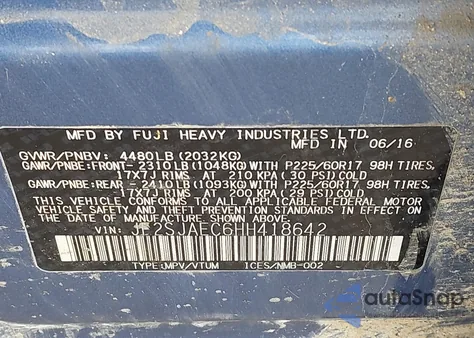 MFD BY FUJI HEAVY INDUSTRIES LTD.
MFD IN 06/16
GVWR/PNBV: 4480LB (2032KG)
GAWR/PNBE:FRONT-2310LB(1048KG)WITH P225/60R17 98H TIRES,
17X7J RIMS AT 210 KPA (30 PSI)COLD
GAWR/PNBE:REAR -2410LB(1093KG)WITH P225/60R17 98H TIRES,
17X7J RIMS AT 200 KPA(29 PSI)COLD
THIS VEHICLE CONFORMS TO ALL APPLICABLE FEDERAL MOTOR
VEHICLE SAFETY AND THEFT PREVENTION STANDARDS IN EFFECT
ON THE DATE OF MANUFACTURE SHOWN ABOVE.
VIN: JF2SJAEC6HH418642
TYPE:MPV/VTUM ICES/NMB-002
autoSnap